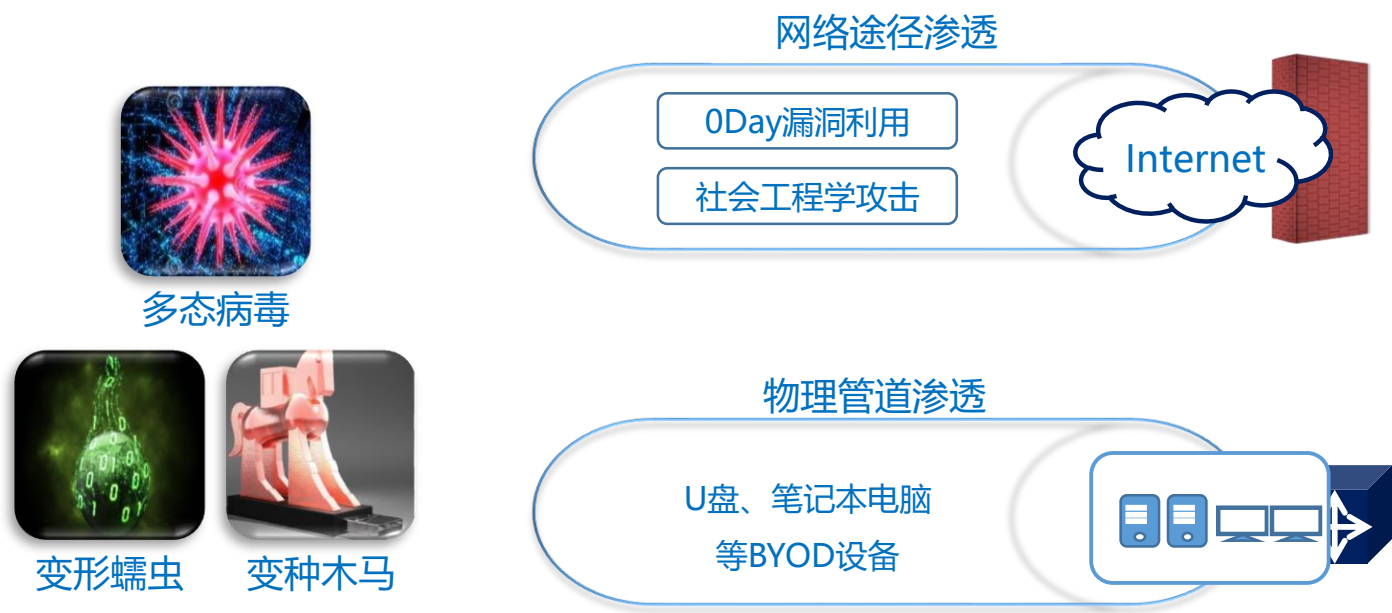 网络途径渗透
0Day漏洞利用
社会工程学攻击
Internet
多态病毒
变形蠕虫
变种木马
物理管道渗透
U盘、笔记本电脑
等BYOD设备